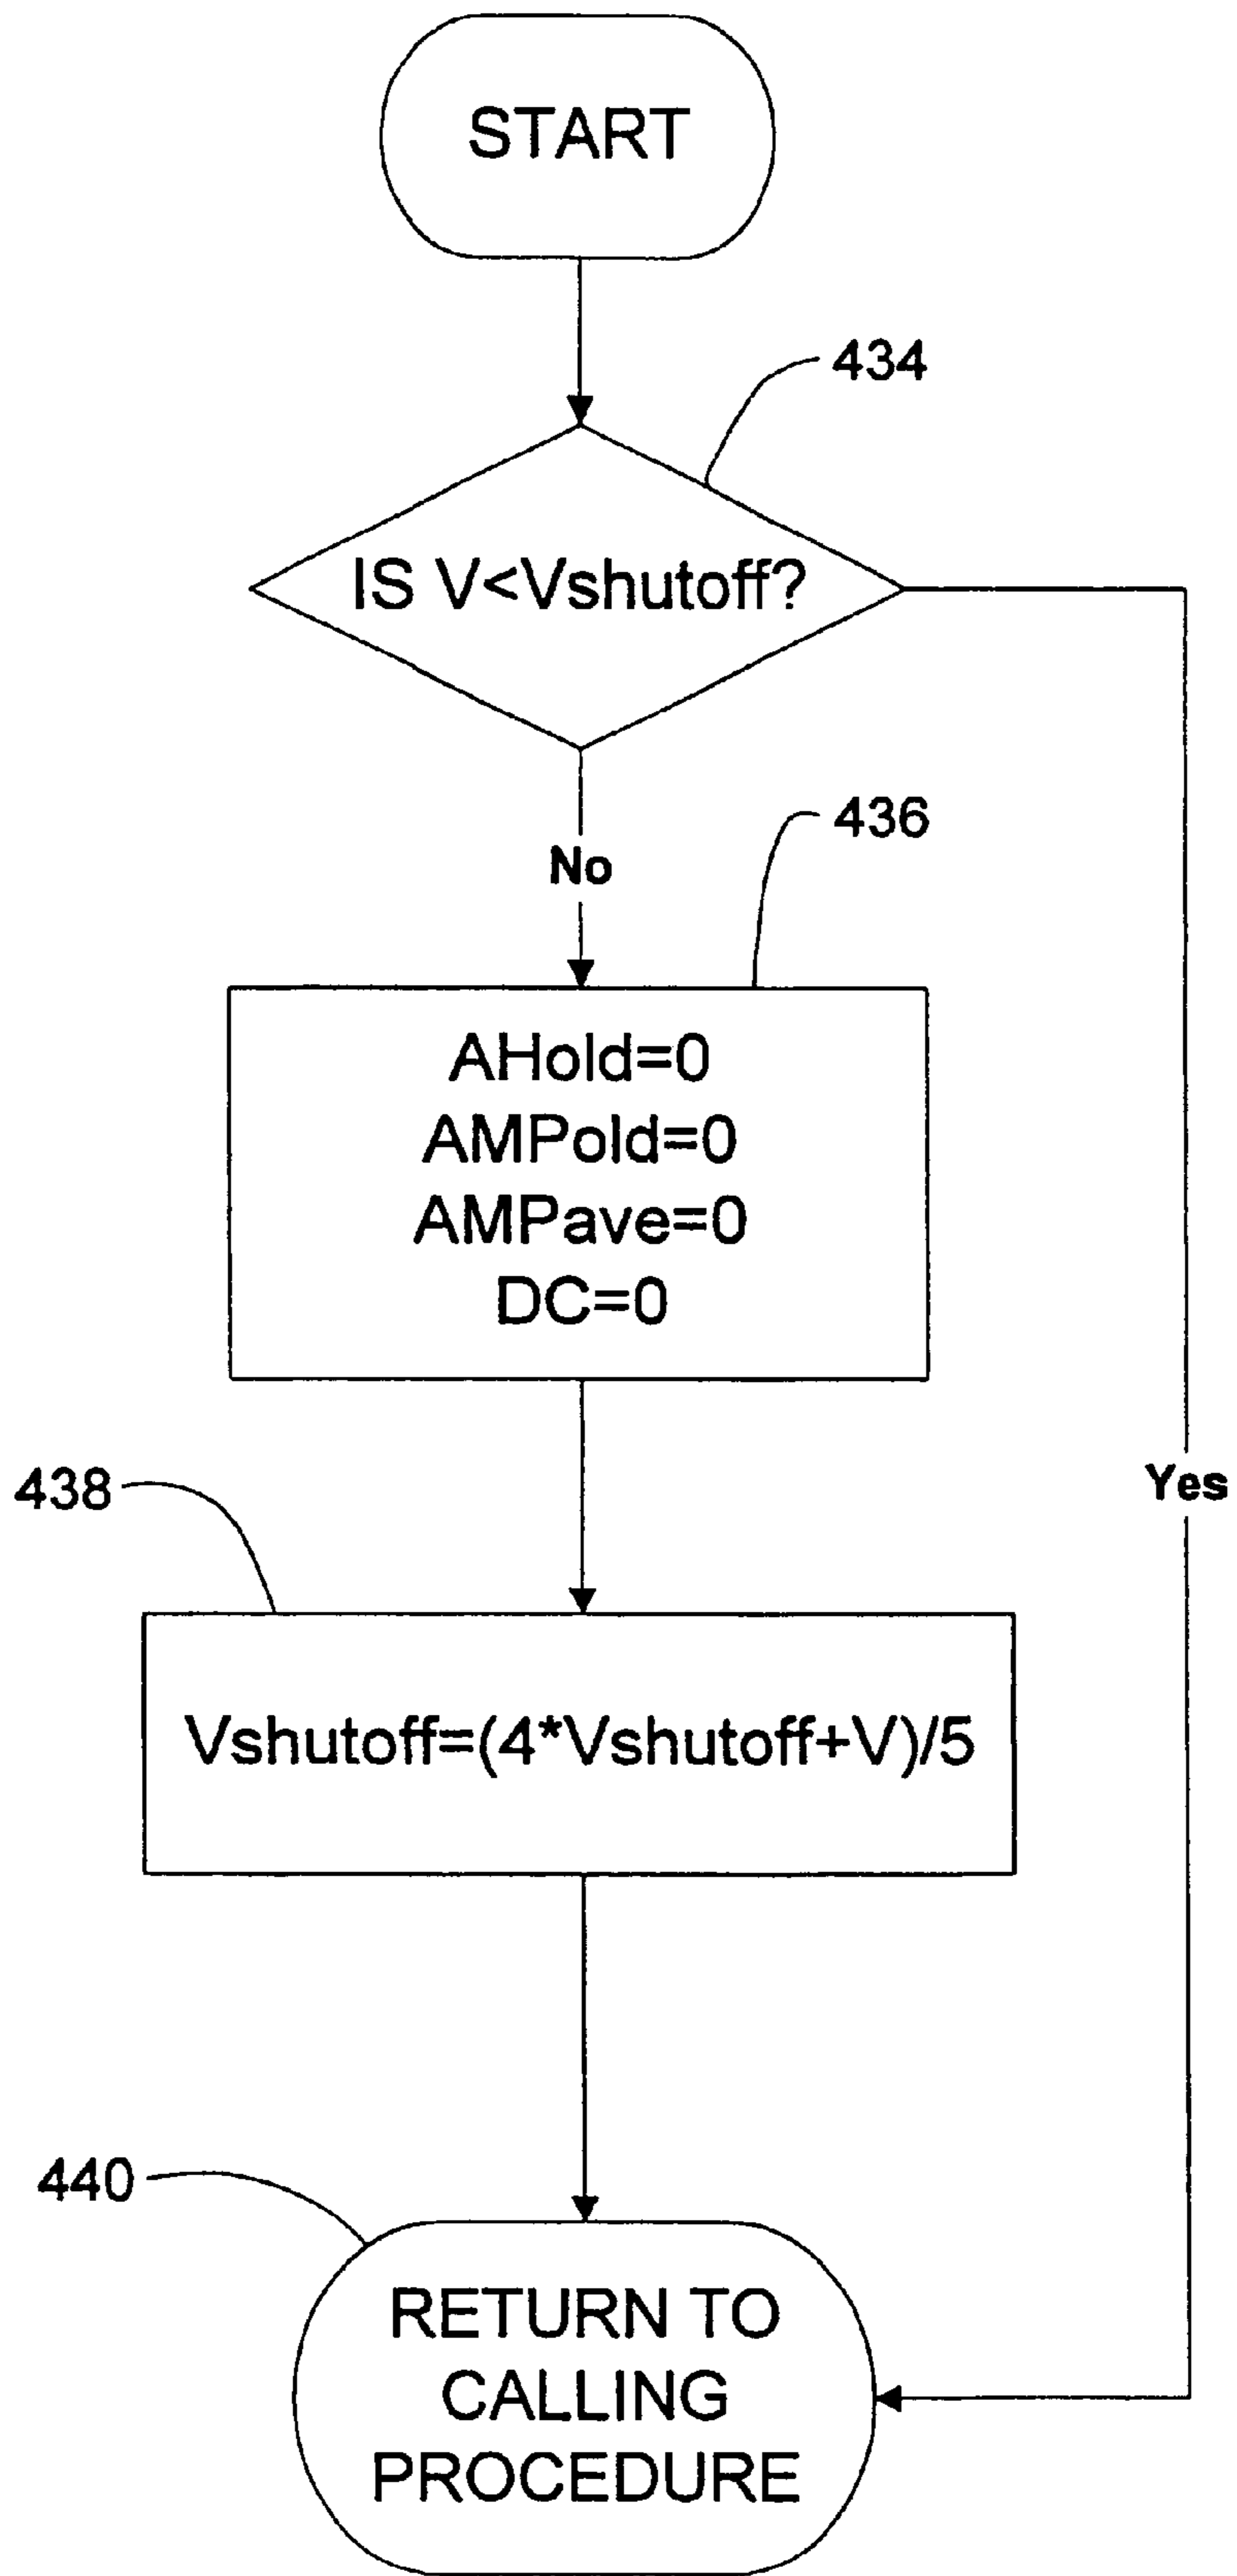 START
434
IS V<Vshutoff?
436
No
AHold=0
AMPold=0
AMPave=0
DC=0
438
Yes
Vshutoff=(4*Vshutoff+V)/5
440
RETURN TO
CALLING
PROCEDURE